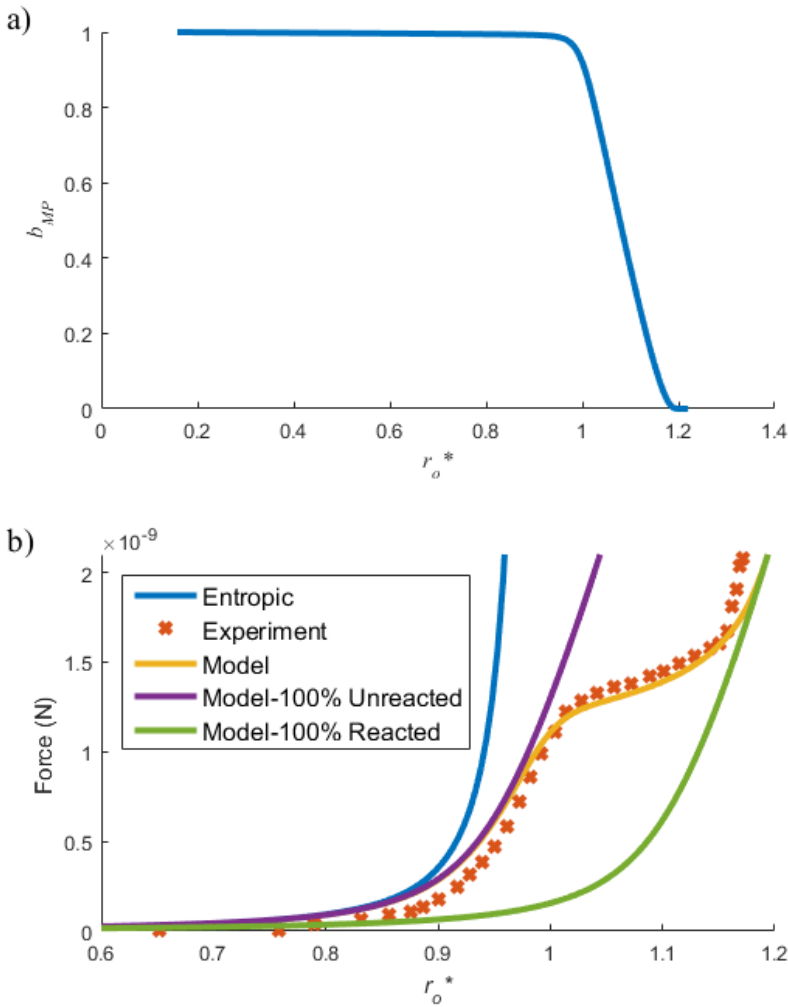 a)
1
0.8
0.6
0.4
0.2
0
b_MP
0 0.2 0.4 0.6 0.8 1 1.2 1.4
r_o*
b)
×10^-9
2
1.5
1
0.5
0
Force (N)
Entropic
Experiment
Model
Model-100% Unreacted
Model-100% Reacted
0.6 0.7 0.8 0.9 1 1.1 1.2
r_o*